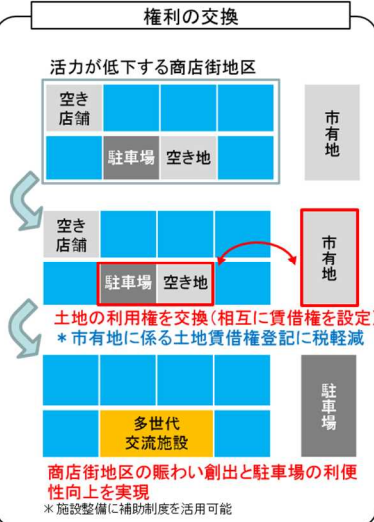 権利の交換
活力が低下する商店街地区
空き
店舗
駐車場
空き地
市有地
空き
店舗
駐車場
空き地
市有地
土地の利用権を交換(相互に賃借権を設定)
＊市有地に係る土地賃借権登記に税軽減
多世代
交流施設
駐車場
商店街地区の賑わい創出と駐車場の利便
性向上を実現
＊施設整備に補助制度を活用可能